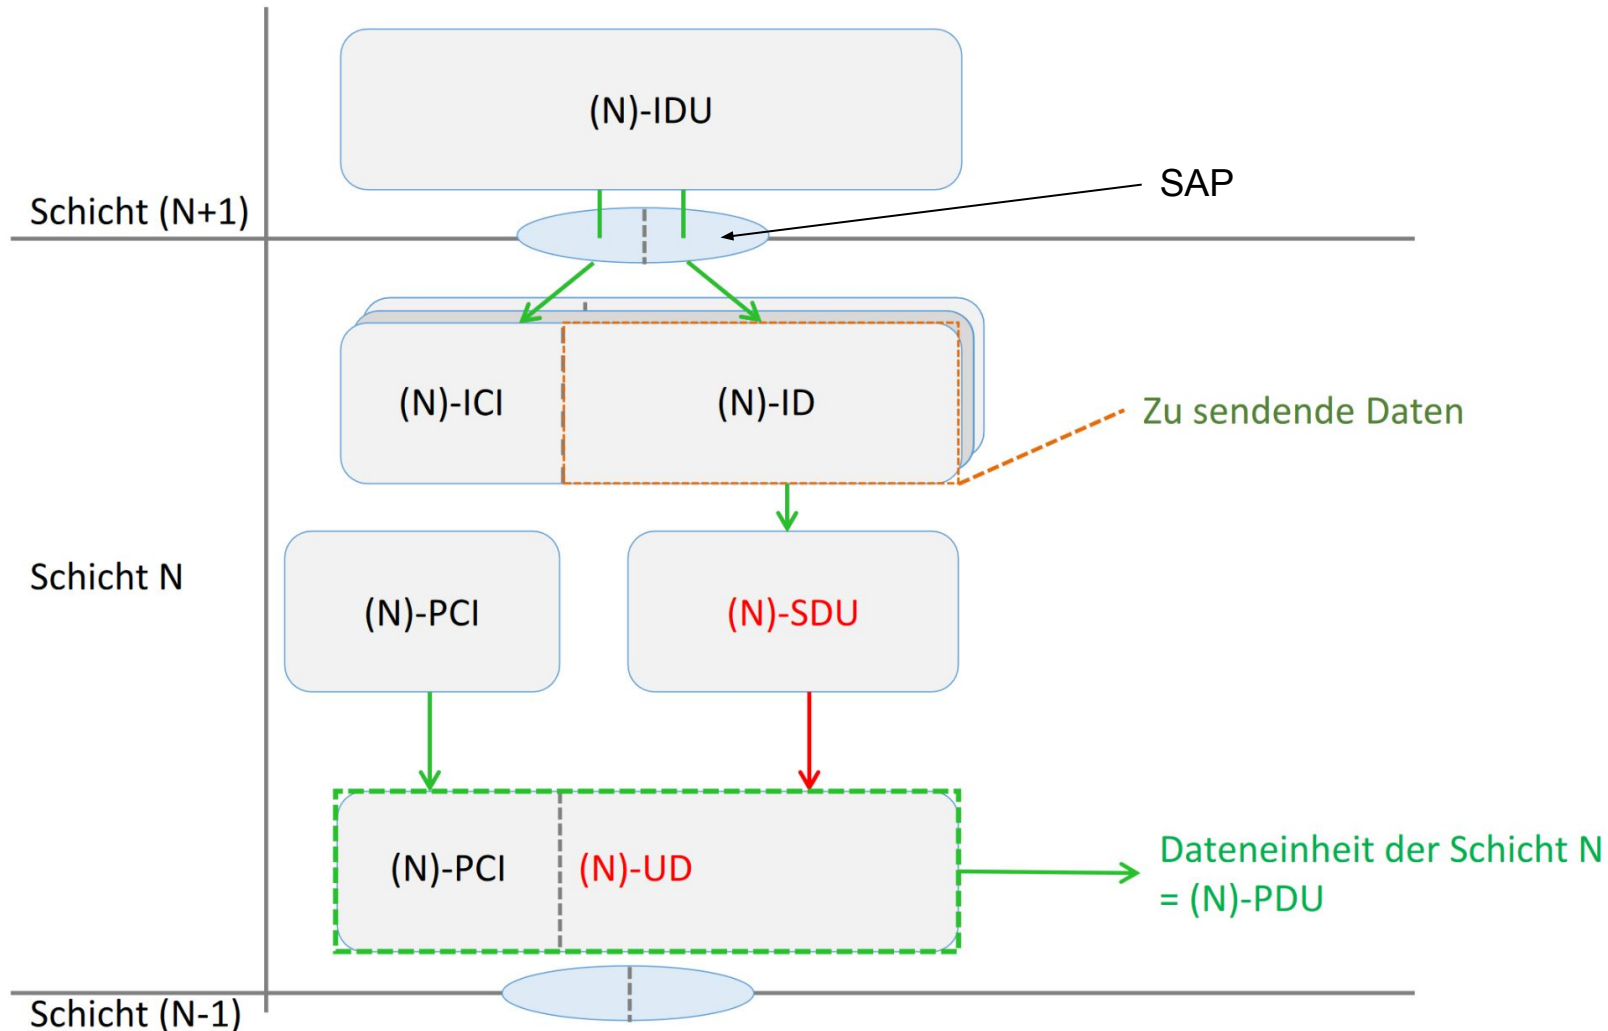 (N)-IDU
SAP
Schicht (N+1)
(N)-ICI
(N)-ID
Zu sendende Daten
Schicht N
(N)-PCI
(N)-SDU
(N)-PCI
(N)-UD
Dateneinheit der Schicht N
= (N)-PDU
Schicht (N-1)